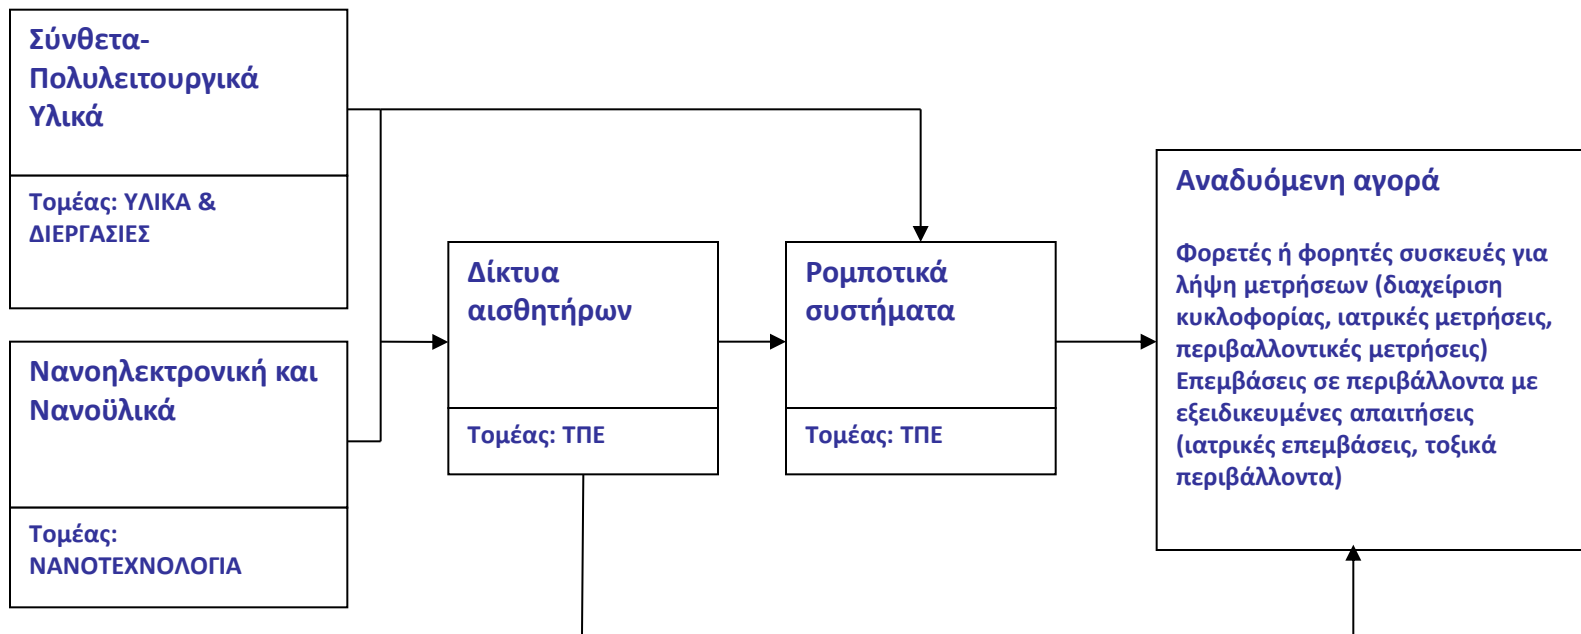 Σύνθετα-
Πολυλειτουργικά
Υλικά
Τομέας: ΥΛΙΚΑ &
ΔΙΕΡΓΑΣΙΕΣ
Νανοηλεκτρονική και
Νανοϋλικά
Τομέας:
ΝΑΝΟΤΕΧΝΟΛΟΓΙΑ
Δίκτυα
αισθητήρων
Τομέας: ΤΠΕ
Ρομποτικά
συστήματα
Τομέας: ΤΠΕ
Αναδυόμενη αγορά
Φορετές ή φορητές συσκευές για
λήψη μετρήσεων (διαχείριση
κυκλοφορίας, ιατρικές μετρήσεις,
περιβαλλοντικές μετρήσεις)
Επεμβάσεις σε περιβάλλοντα με
εξειδικευμένες απαιτήσεις
(ιατρικές επεμβάσεις, τοξικά
περιβάλλοντα)